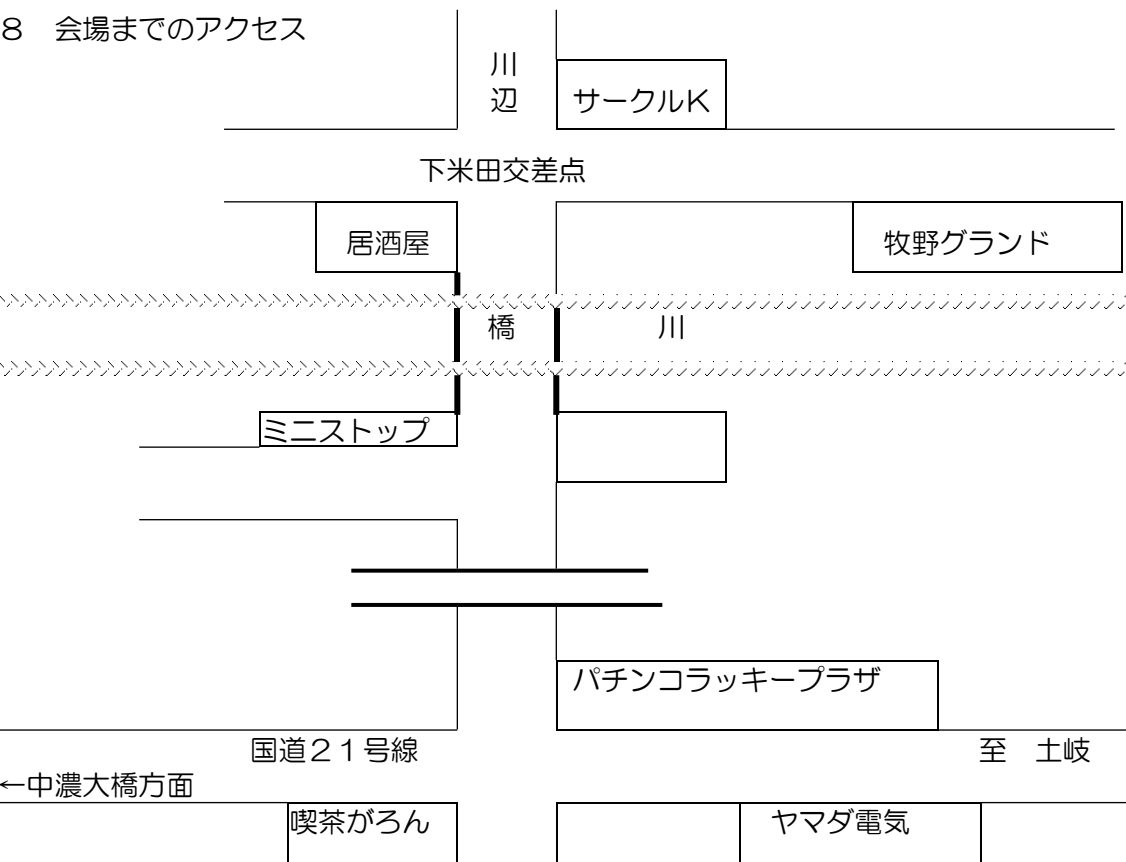 8　会場までのアクセス
川
辺
サークルK
下米田交差点
居酒屋
牧野グランド
橋
川
ミニストップ
パチンコラッキープラザ
国道21号線
至　土岐
←中濃大橋方面
喫茶がろん
ヤマダ電気